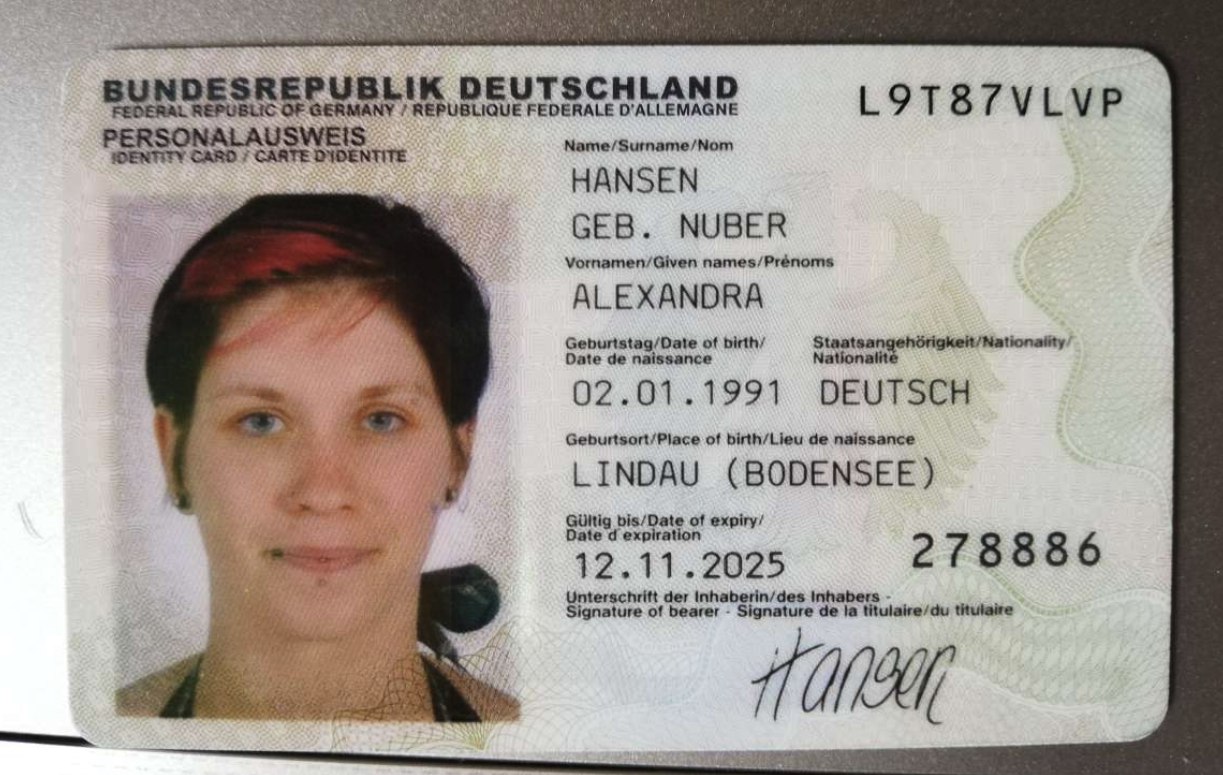 BUNDESREPUBLIK DEUTSCHLAND
FEDERAL REPUBLIC OF GERMANY / REPUBLIQUE FEDERALE D'ALLEMAGNE
PERSONALAUSWEIS
IDENTITY CARD / CARTE D'IDENTITE
L9T87VLVP
Name/Surname/Nom
HANSEN
GEB. NUBER
Vornamen/Given names/Prénoms
ALEXANDRA
Geburtstag/Date of birth/
Date de naissance
Staatsangehörigkeit/Nationality/
Nationalité
02.01.1991 DEUTSCH
Geburtsort/Place of birth/Lieu de naissance
LINDAU (BODENSEE)
Gültig bis/Date of expiry/
Date d'expiration
12.11.2025
278886
Unterschrift der Inhaberin/des Inhabers -
Signature of bearer - Signature de la titulaire/du titulaire
Hansen